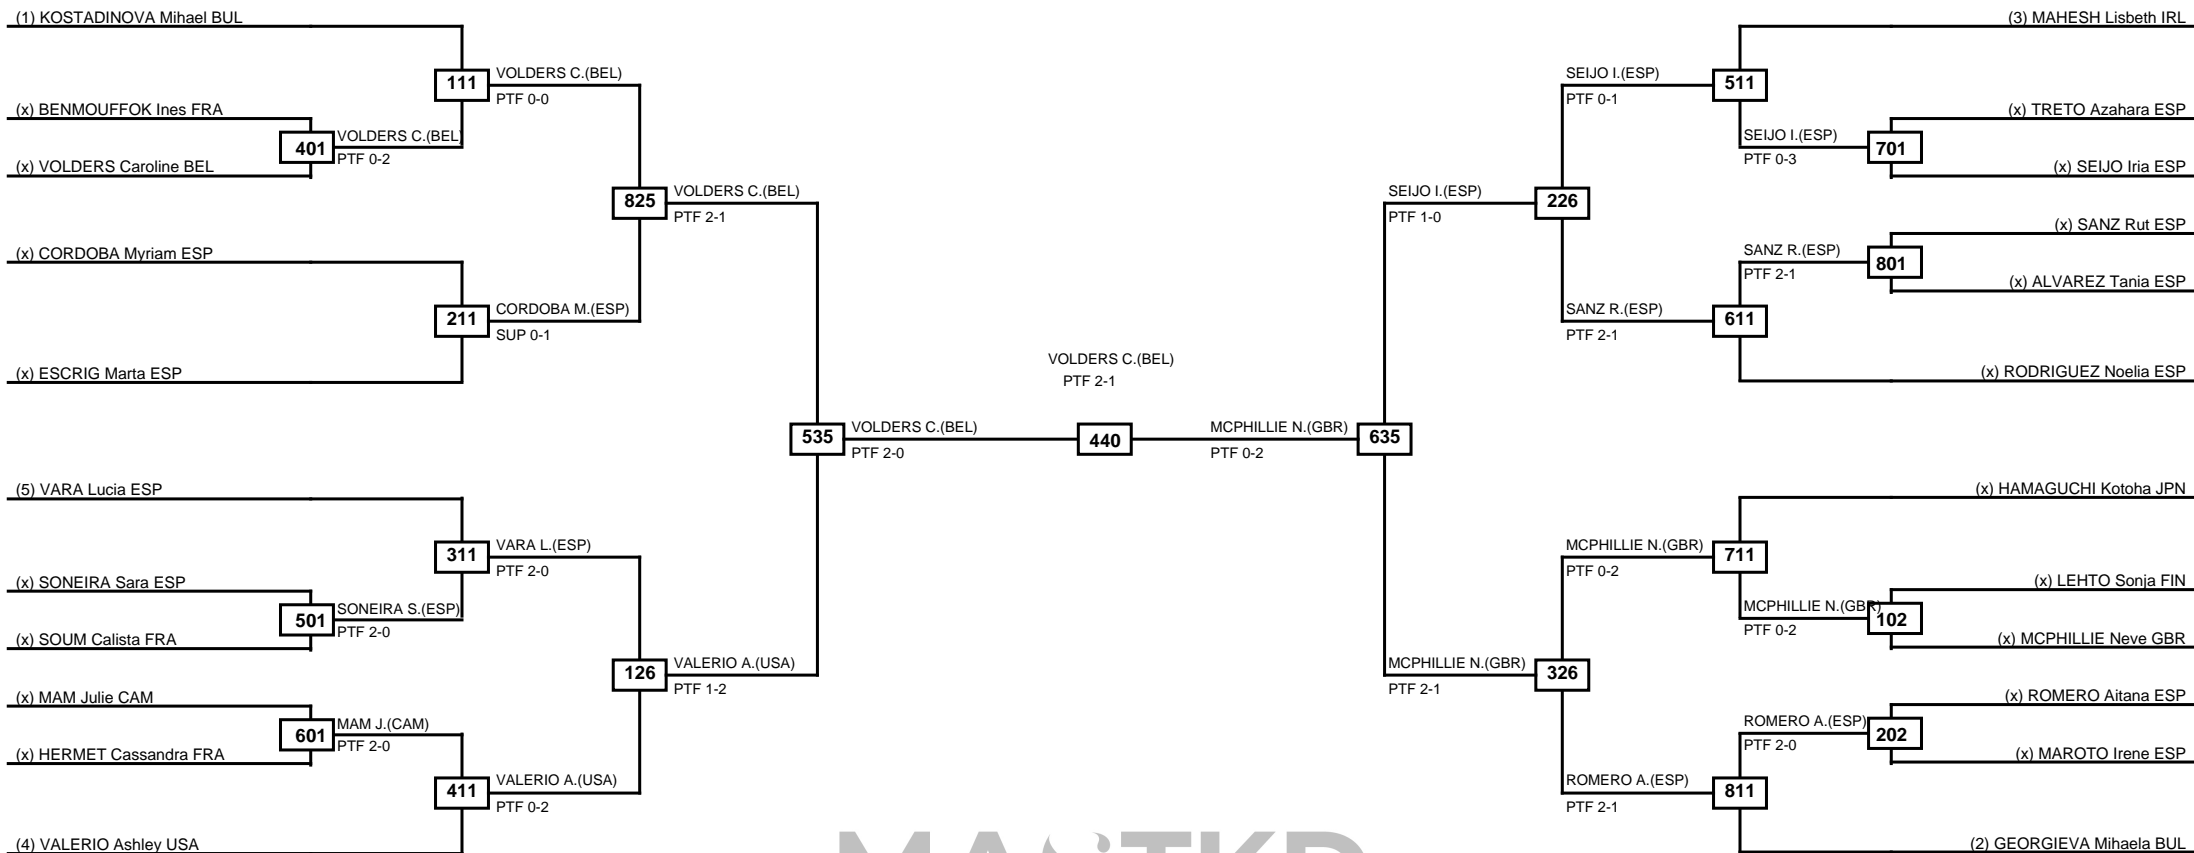 (1) KOSTADINOVA Mihael BUL
111
VOLDERS C.(BEL)
PTF 0-0
(x) BENMOUFFOK Ines FRA
401
VOLDERS C.(BEL)
PTF 0-2
(x) VOLDERS Caroline BEL
825
VOLDERS C.(BEL)
PTF 2-1
(x) CORDOBA Myriam ESP
211
CORDOBA M.(ESP)
SUP 0-1
(x) ESCRIG Marta ESP
535
VOLDERS C.(BEL)
PTF 2-0
(5) VARA Lucia ESP
311
VARA L.(ESP)
PTF 2-0
(x) SONEIRA Sara ESP
501
SONEIRA S.(ESP)
PTF 2-0
(x) SOUM Calista FRA
126
VALERIO A.(USA)
PTF 1-2
(x) MAM Julie CAM
601
MAM J.(CAM)
PTF 2-0
(x) HERMET Cassandra FRA
411
VALERIO A.(USA)
PTF 0-2
(4) VALERIO Ashley USA
VOLDERS C.(BEL)
PTF 2-1
440
(3) MAHESH Lisbeth IRL
SEIJO I.(ESP)
PTF 0-1
511
(x) TRETO Azahara ESP
SEIJO I.(ESP)
PTF 0-3
701
(x) SEIJO Iria ESP
SEIJO I.(ESP)
PTF 1-0
226
(x) SANZ Rut ESP
SANZ R.(ESP)
PTF 2-1
801
(x) ALVAREZ Tania ESP
SANZ R.(ESP)
PTF 2-1
611
(x) RODRIGUEZ Noelia ESP
MCPHILLIE N.(GBR)
PTF 0-2
635
(x) HAMAGUCHI Kotoha JPN
MCPHILLIE N.(GBR)
PTF 0-2
711
(x) LEHTO Sonja FIN
MCPHILLIE N.(GBR)
PTF 0-2
102
(x) MCPHILLIE Neve GBR
MCPHILLIE N.(GBR)
PTF 2-1
326
(x) ROMERO Aitana ESP
ROMERO A.(ESP)
PTF 2-0
202
(x) MAROTO Irene ESP
ROMERO A.(ESP)
PTF 2-1
811
(2) GEORGIEVA Mihaela BUL